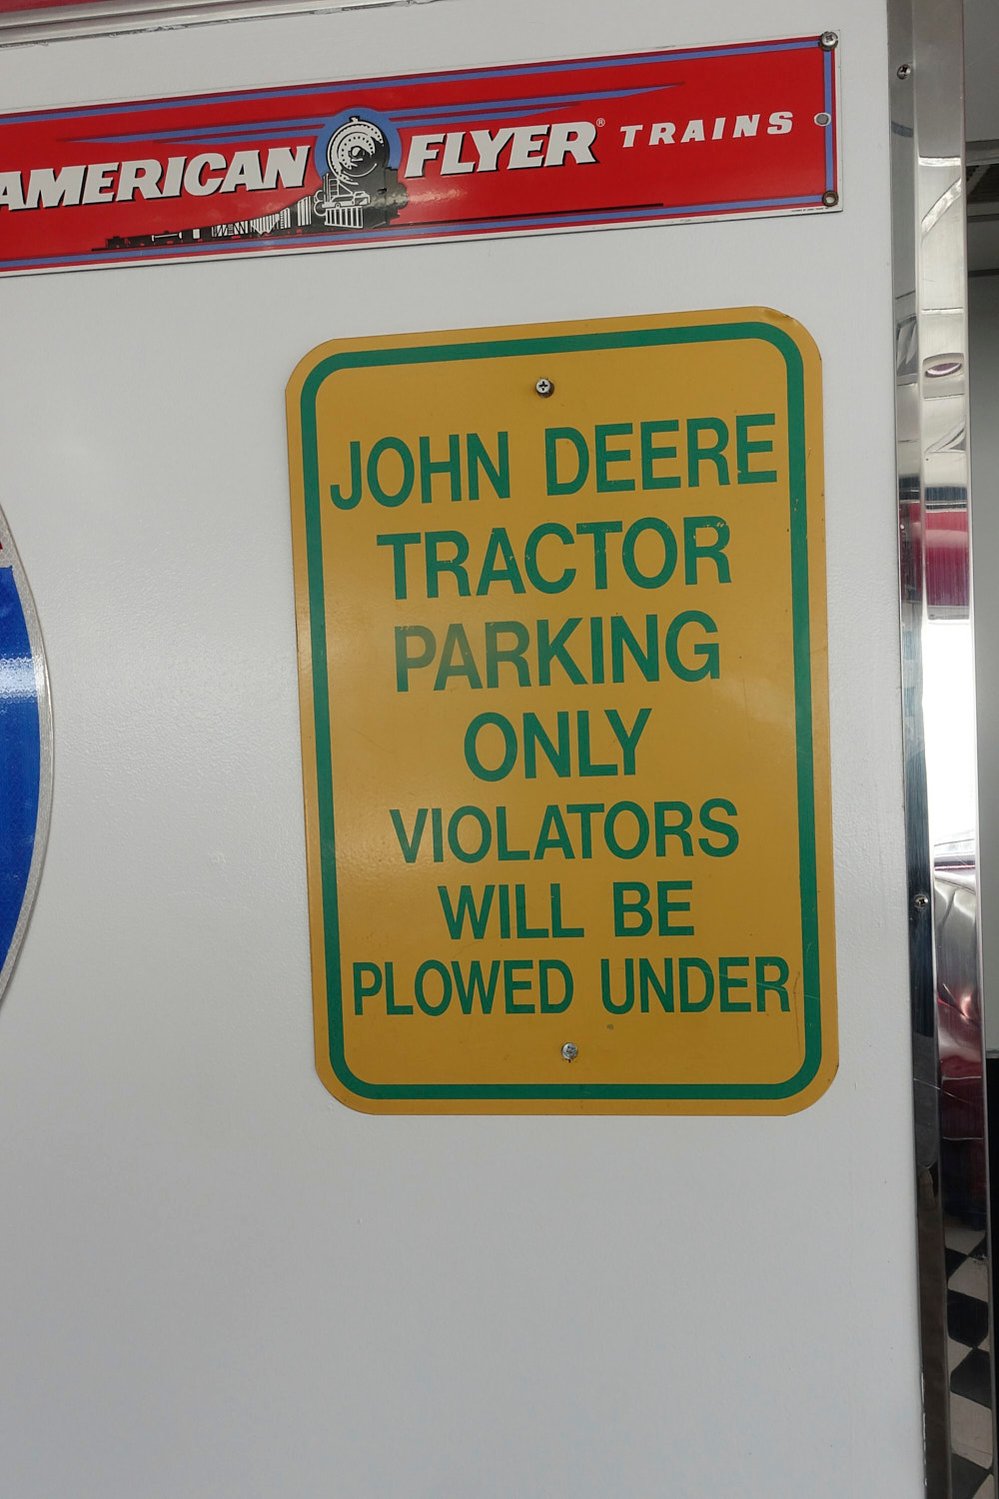 AMERICAN FLYER® TRAINS
JOHN DEERE
TRACTOR
PARKING
ONLY
VIOLATORS
WILL BE
PLOWED UNDER